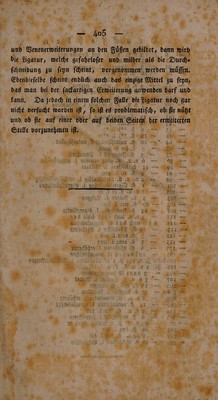 — 405 —
und Venenerweiterungen an den Füßen gebildet, dann wird
die Ligatur, welche gefahrloser und milder als die Durch-
schneidung zu seyn scheint, vorgenommen werden müssen.
Ebendieselbe scheint endlich auch das einzige Mittel zu seyn,
das man bei der sackartigen Erweiterung anwenden darf und
kann. Da jedoch in einem solchen Falle die Ligatur noch gar
nicht versucht worden ist, so ist es problematisch, ob sie nützt
und ob sie auf einer oder auf beiden Seiten der erweiterten
Stelle vorzunehmen ist.